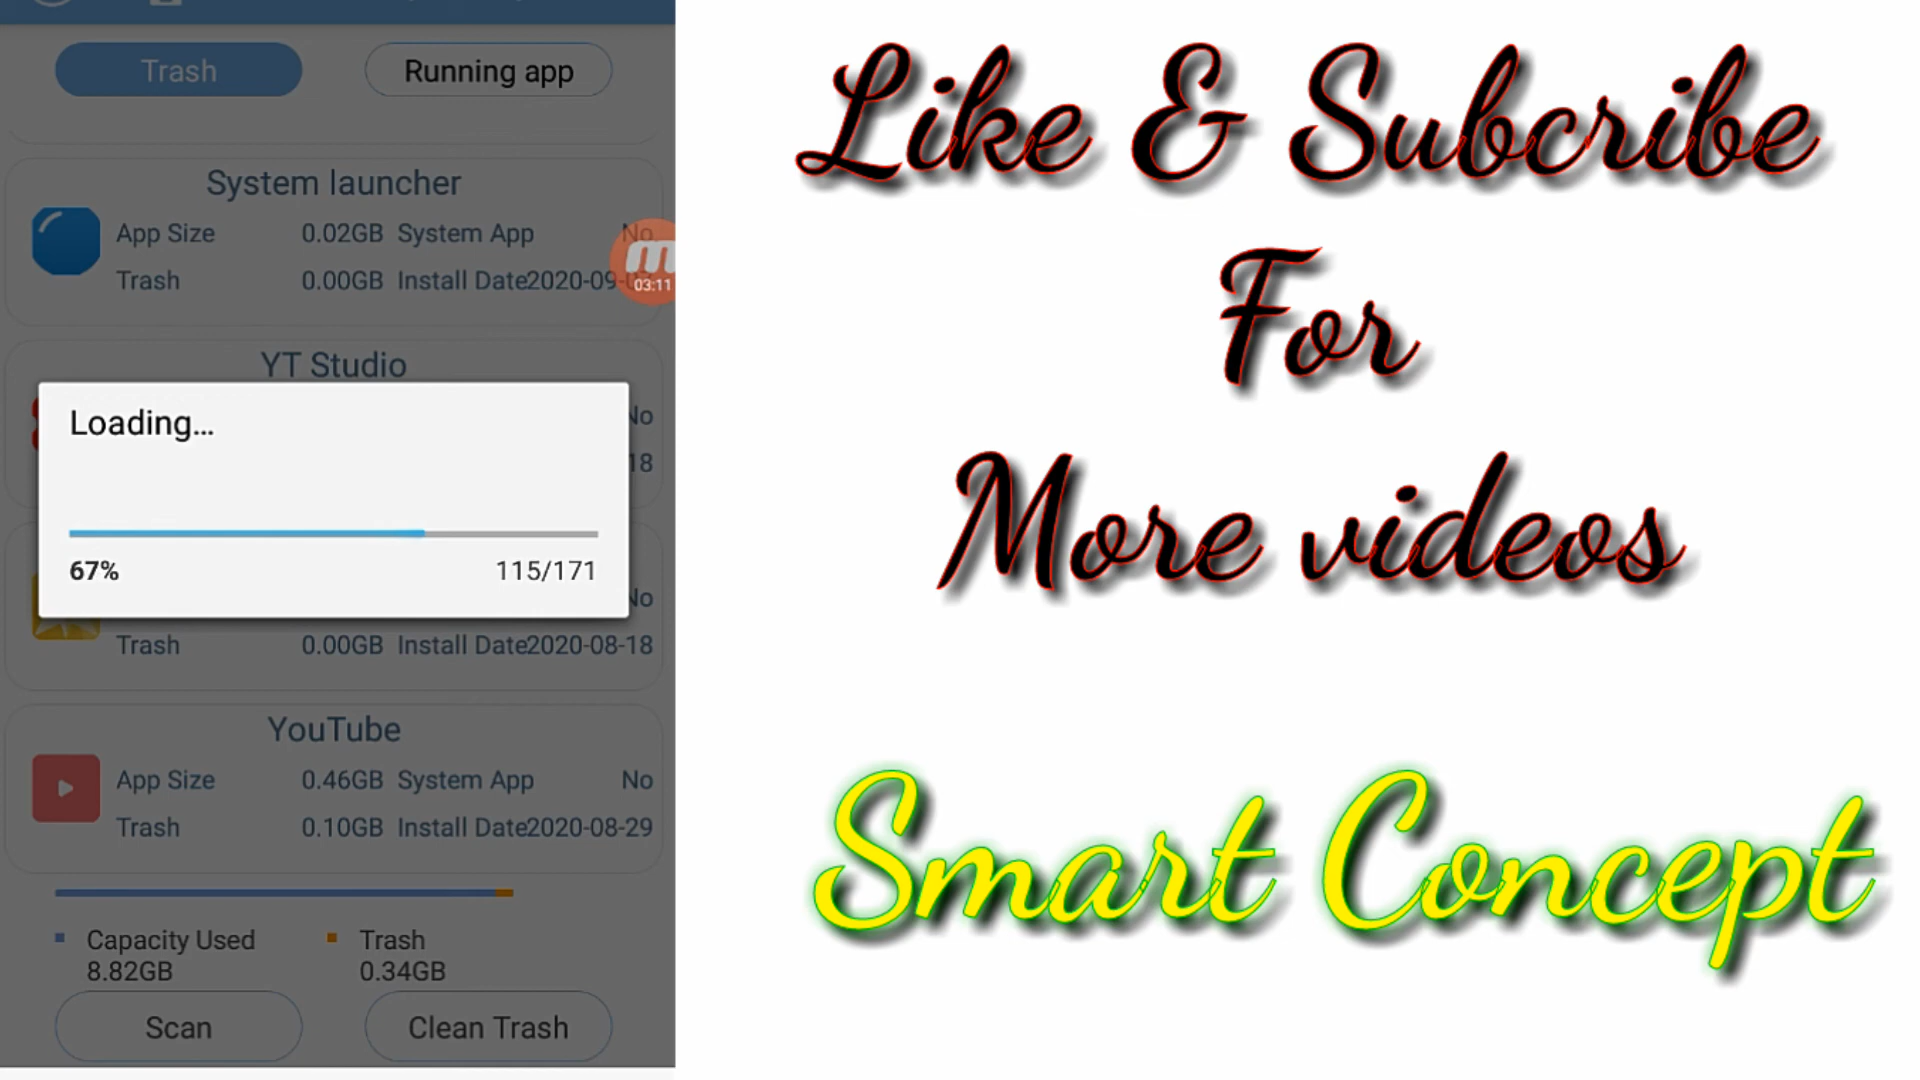 Trash Running app
System launcher
App Size 0.02GB System App No
Trash 0.00GB Install Date2020-09-
03:11
YT Studio
No
18
Loading...
67% 115/171
No
Trash 0.00GB Install Date2020-08-18
YouTube
App Size 0.46GB System App No
Trash 0.10GB Install Date2020-08-29
Capacity Used Trash
8.82GB 0.34GB
Scan Clean Trash
Like & Subcribe
For
More videos
Smart Concept